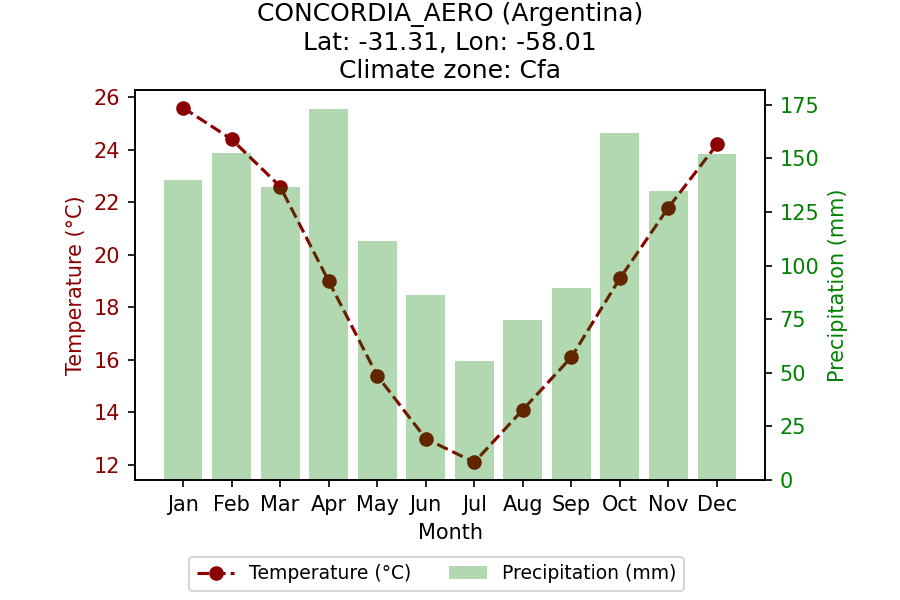 CONCORDIA_AERO (Argentina)
Lat: -31.31, Lon: -58.01
Climate zone: Cfa
26
24
22
20
18
16
14
12
Temperature (°C)
175
150
125
100
75
50
25
0
Precipitation (mm)
Jan Feb Mar Apr May Jun Jul Aug Sep Oct Nov Dec
Month
Temperature (°C) Precipitation (mm)